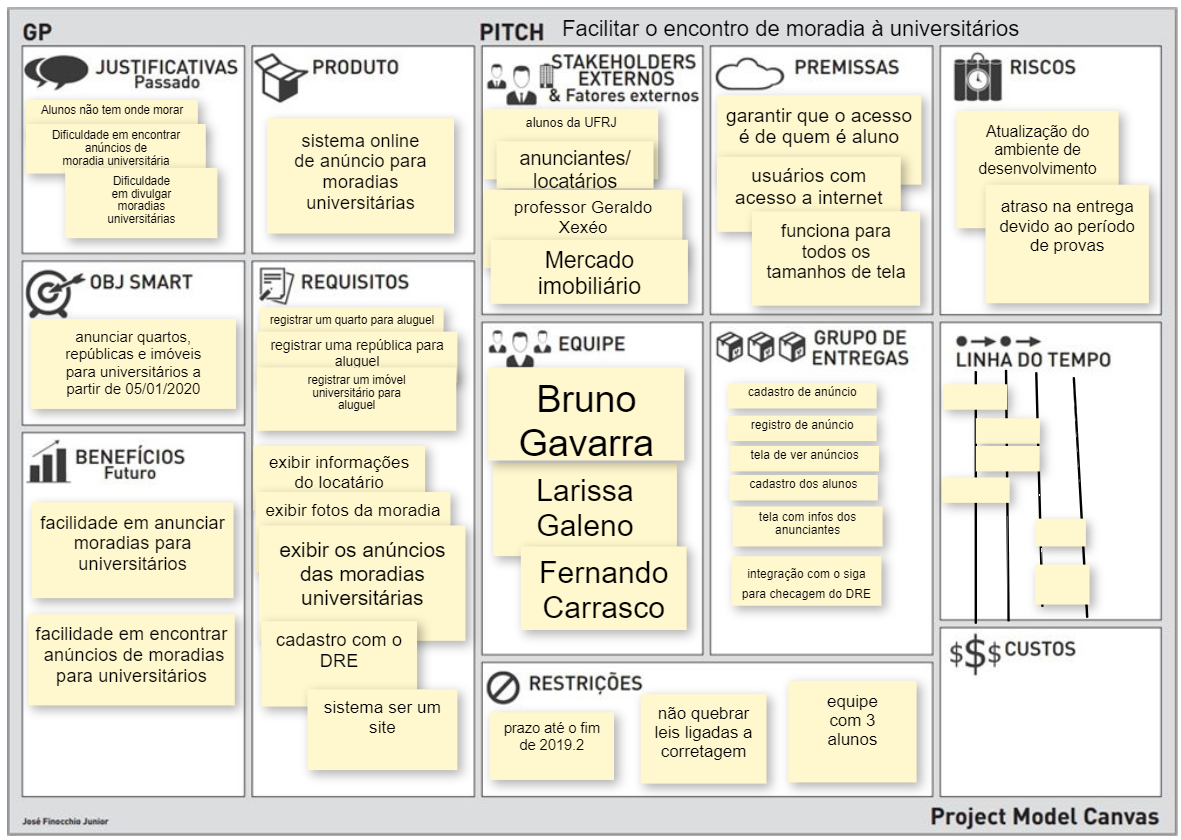 GP
PITCH Facilitar o encontro de moradia à universitários
JUSTIFICATIVAS
Passado
Alunos não tem onde morar
Dificuldade em encontrar
anúncios de
moradia universitária
Dificuldade
em divulgar
moradias
universitárias
OBJ SMART
anunciar quartos,
repúblicas e imóveis
para universitários a
partir de 05/01/2020
BENEFÍCIOS
Futuro
facilidade em anunciar
moradias para
universitários
facilidade em encontrar
anúncios de moradias
para universitários
PRODUTO
sistema online
de anúncio para
moradias
universitárias
REQUISITOS
registrar um quarto para aluguel
registrar uma república para
aluguel
registrar um imóvel
universitário para
aluguel
exibir informações
do locatário
exibir fotos da moradia
exibir os anúncios
das moradias
universitárias
cadastro com o
DRE
sistema ser um
site
STAKEHOLDERS
EXTERNOS
& Fatores externos
alunos da UFRJ
anunciantes/
locatários
professor Geraldo
Xexéo
Mercado
imobiliário
EQUIPE
Bruno
Gavarra
Larissa
Galeno
Fernando
Carrasco
PREMISSAS
garantir que o acesso
é de quem é aluno
usuários com
acesso a internet
funciona para
todos os
tamanhos de tela
GRUPO DE
ENTREGAS
cadastro de anúncio
registro de anúncio
tela de ver anúncios
cadastro dos alunos
tela com infos dos
anunciantes
integração com o siga
para checagem do DRE
RESTRIÇÕES
prazo até o fim
de 2019.2
não quebrar
leis ligadas a
corretagem
equipe
com 3
alunos
RISCOS
Atualização do
ambiente de
desenvolvimento
atraso na entrega
devido ao período
de provas
LINHA DO TEMPO
$$$ CUSTOS
José Finocchio Junior
Project Model Canvas